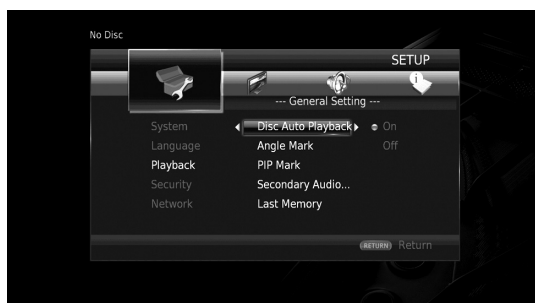 No Disc
SETUP
--- General Setting ---
System Disc Auto Playback On
Language Angle Mark Off
Playback PIP Mark
Security Secondary Audio...
Network Last Memory
RETURN Return